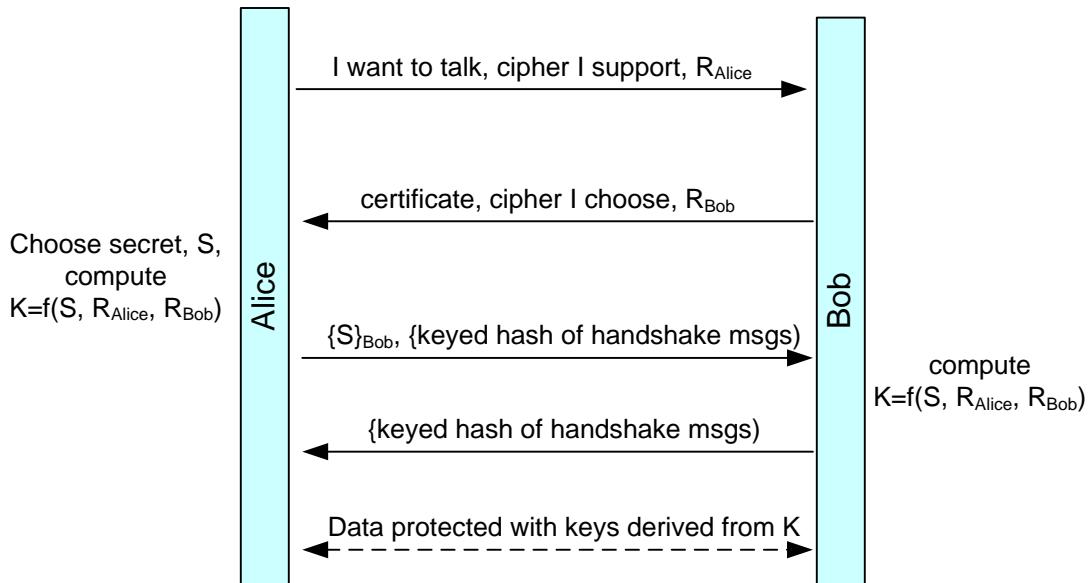 I want to talk, cipher I support, R_Alice
certificate, cipher I choose, R_Bob
Choose secret, S,
compute
K=f(S, R_Alice, R_Bob)
Alice
Bob
{S}_Bob, {keyed hash of handshake msgs)
compute
K=f(S, R_Alice, R_Bob)
{keyed hash of handshake msgs)
Data protected with keys derived from K